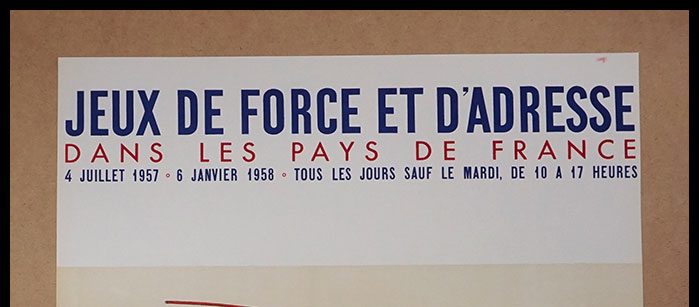 JEUX DE FORCE ET D'ADRESSE
DANS LES PAYS DE FRANCE
4 JUILLET 1957 ◦ 6 JANVIER 1958 ◦ TOUS LES JOURS SAUF LE MARDI, DE 10 A 17 HEURES